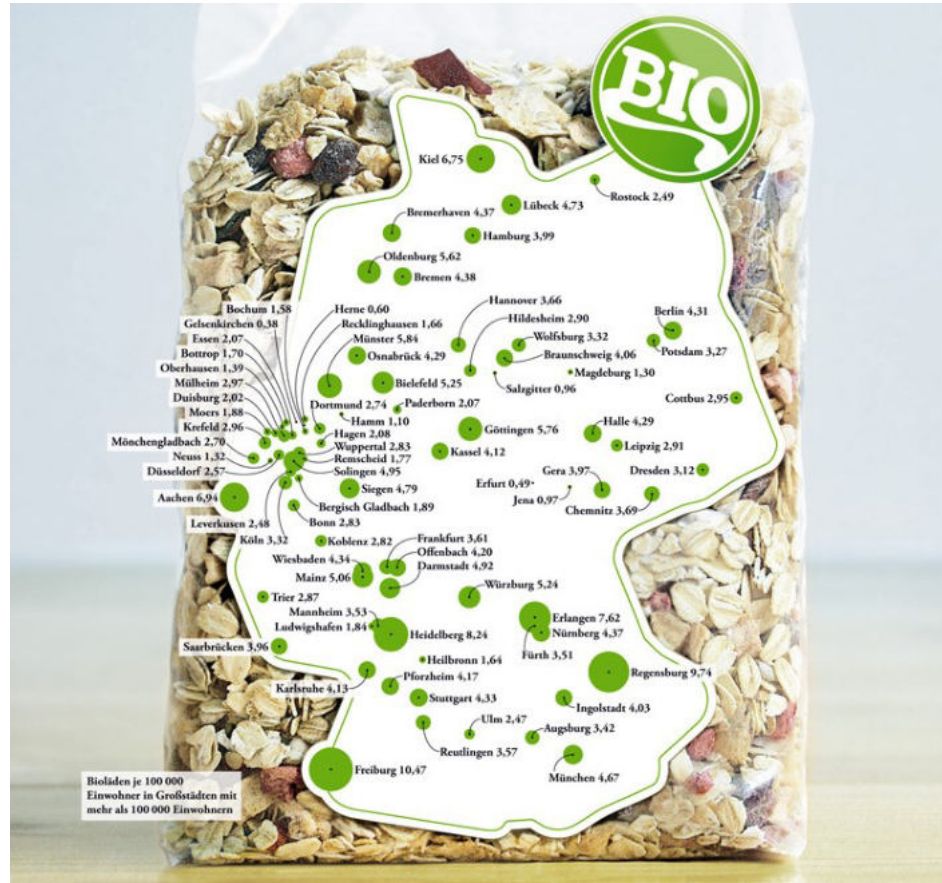 BIO
Kiel 6,75
Rostock 2,49
Lübeck 4,73
Bremerhaven 4,37
Hamburg 3,99
Oldenburg 5,62
Bremen 4,38
Hannover 3,66
Hildesheim 2,90
Berlin 4,31
Bochum 1,58
Herne 0,60
Gelsenkirchen 0,38
Recklinghausen 1,66
Essen 2,07
Münster 5,84
Wolfsburg 3,32
Potsdam 3,27
Bottrop 1,70
Osnabrück 4,29
Braunschweig 4,06
Oberhausen 1,39
Magdeburg 1,30
Mülheim 2,97
Bielefeld 5,25
Salzgitter 0,96
Duisburg 2,02
Dortmund 2,74
Paderborn 2,07
Cottbus 2,95
Moers 1,88
Hamm 1,10
Krefeld 2,96
Hagen 2,08
Göttingen 5,76
Halle 4,29
Mönchengladbach 2,70
Wuppertal 2,83
Kassel 4,12
Leipzig 2,91
Neuss 1,32
Remscheid 1,77
Düsseldorf 2,57
Solingen 4,95
Gera 3,97
Dresden 3,12
Erfurt 0,49
Aachen 6,94
Siegen 4,79
Jena 0,97
Chemnitz 3,69
Bergisch Gladbach 1,89
Leverkusen 2,48
Bonn 2,83
Köln 3,32
Koblenz 2,82
Frankfurt 3,61
Offenbach 4,20
Wiesbaden 4,34
Darmstadt 4,92
Mainz 5,06
Würzburg 5,24
Trier 2,87
Mannheim 3,53
Erlangen 7,62
Ludwigshafen 1,84
Heidelberg 8,24
Nürnberg 4,37
Saarbrücken 3,96
Fürth 3,51
Heilbronn 1,64
Regensburg 9,74
Karlsruhe 4,13
Pforzheim 4,17
Stuttgart 4,33
Ingolstadt 4,03
Ulm 2,47
Augsburg 3,42
Reutlingen 3,57
Freiburg 10,47
München 4,67
Bioläden je 100 000
Einwohner in Großstädten mit
mehr als 100 000 Einwohnern